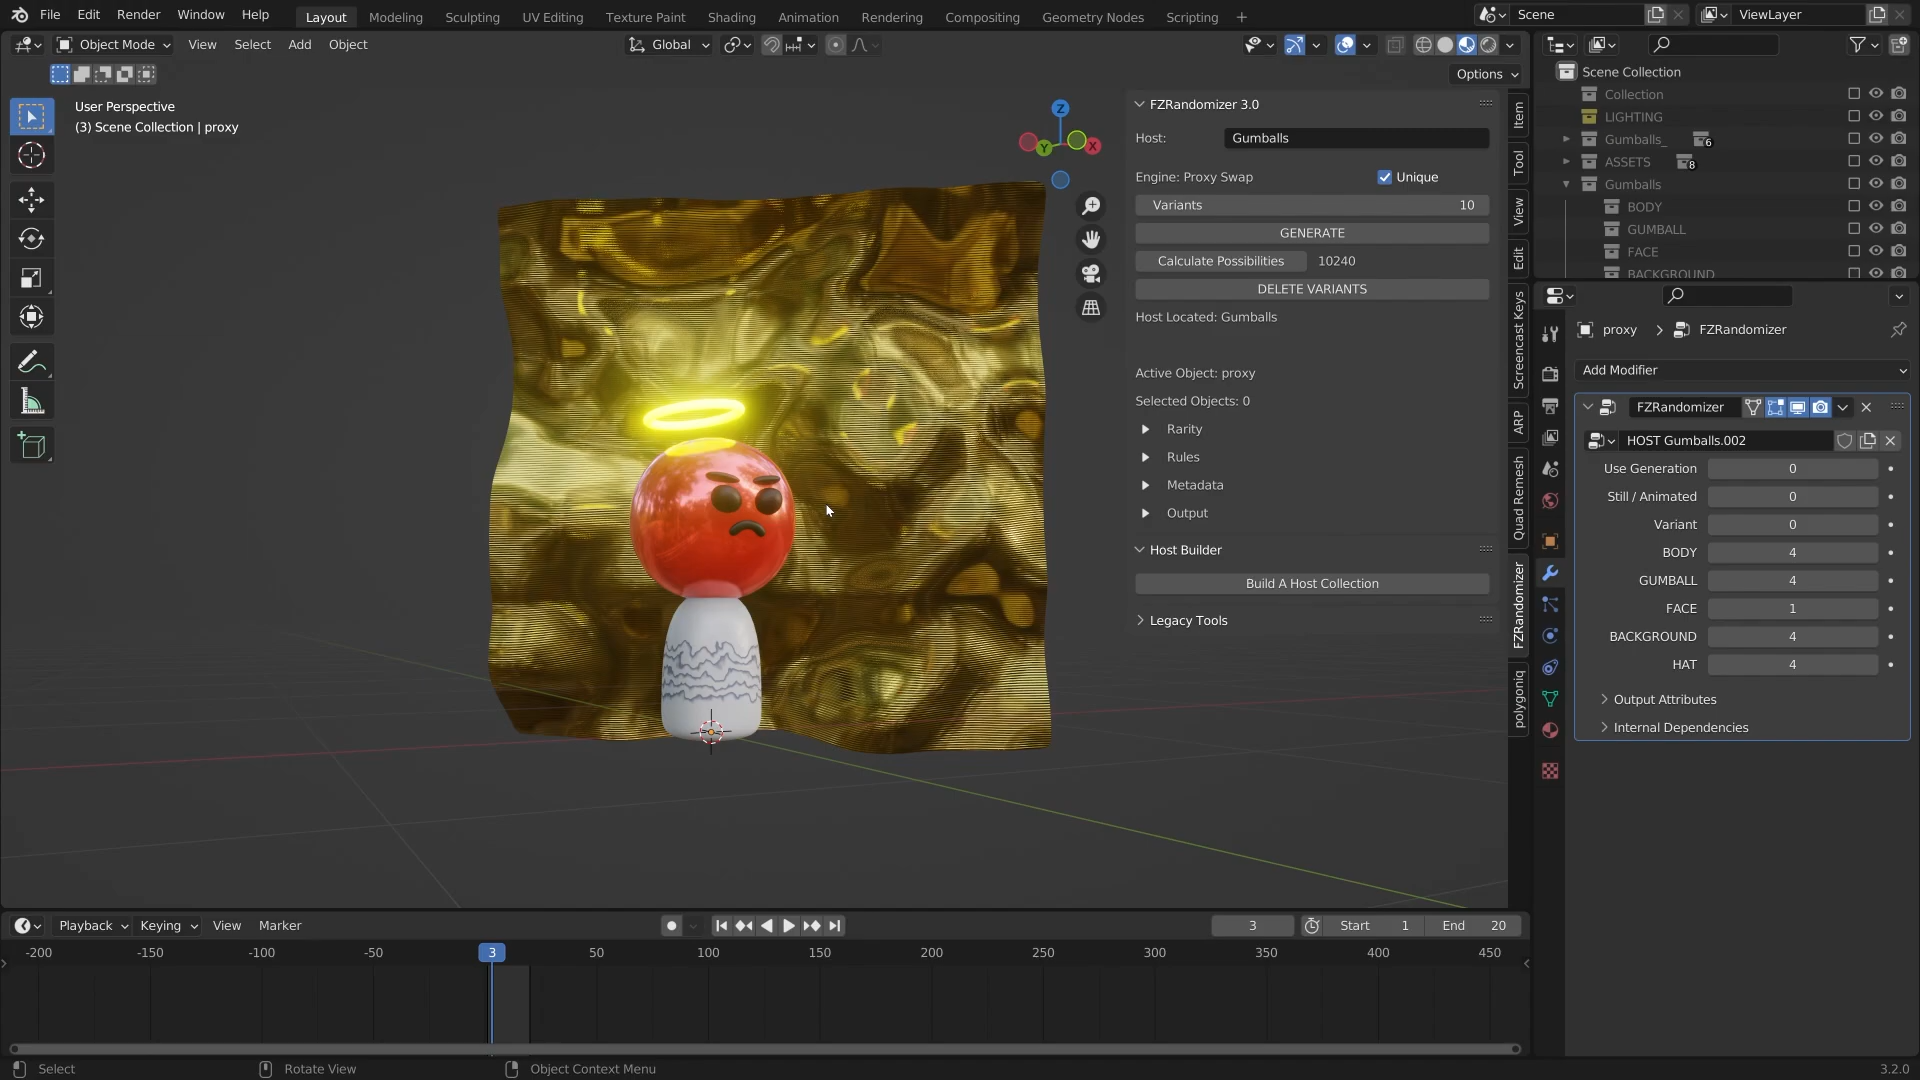 File Edit Render Window Help Layout Modeling Sculpting UV Editing Texture Paint Shading Animation Rendering Compositing Geometry Nodes Scripting + Scene ViewLayer
Object Mode View Select Add Object Global
Options
User Perspective
(3) Scene Collection | proxy
Z
Y
X
FZRandomizer 3.0
Host: Gumballs
Engine: Proxy Swap Unique
Variants 10
GENERATE
Calculate Possibilities 10240
DELETE VARIANTS
Host Located: Gumballs
Active Object: proxy
Selected Objects: 0
Rarity
Rules
Metadata
Output
Host Builder
Build A Host Collection
Legacy Tools
Item
Tool
View
Edit
Screencast Keys
ARP
Quad Remesh
FZRandomizer
polygoniq
Scene Collection
Collection
LIGHTING
Gumballs_ 6
ASSETS 8
Gumballs
BODY
GUMBALL
FACE
BACKGROUND
proxy > FZRandomizer
Add Modifier
FZRandomizer
HOST Gumballs.002
Use Generation 0
Still / Animated 0
Variant 0
BODY 4
GUMBALL 4
FACE 1
BACKGROUND 4
HAT 4
Output Attributes
Internal Dependencies
Playback Keying View Marker 3 Start 1 End 20
-200 -150 -100 -50 3 50 100 150 200 250 300 350 400 450
Select Rotate View Object Context Menu 3.2.0